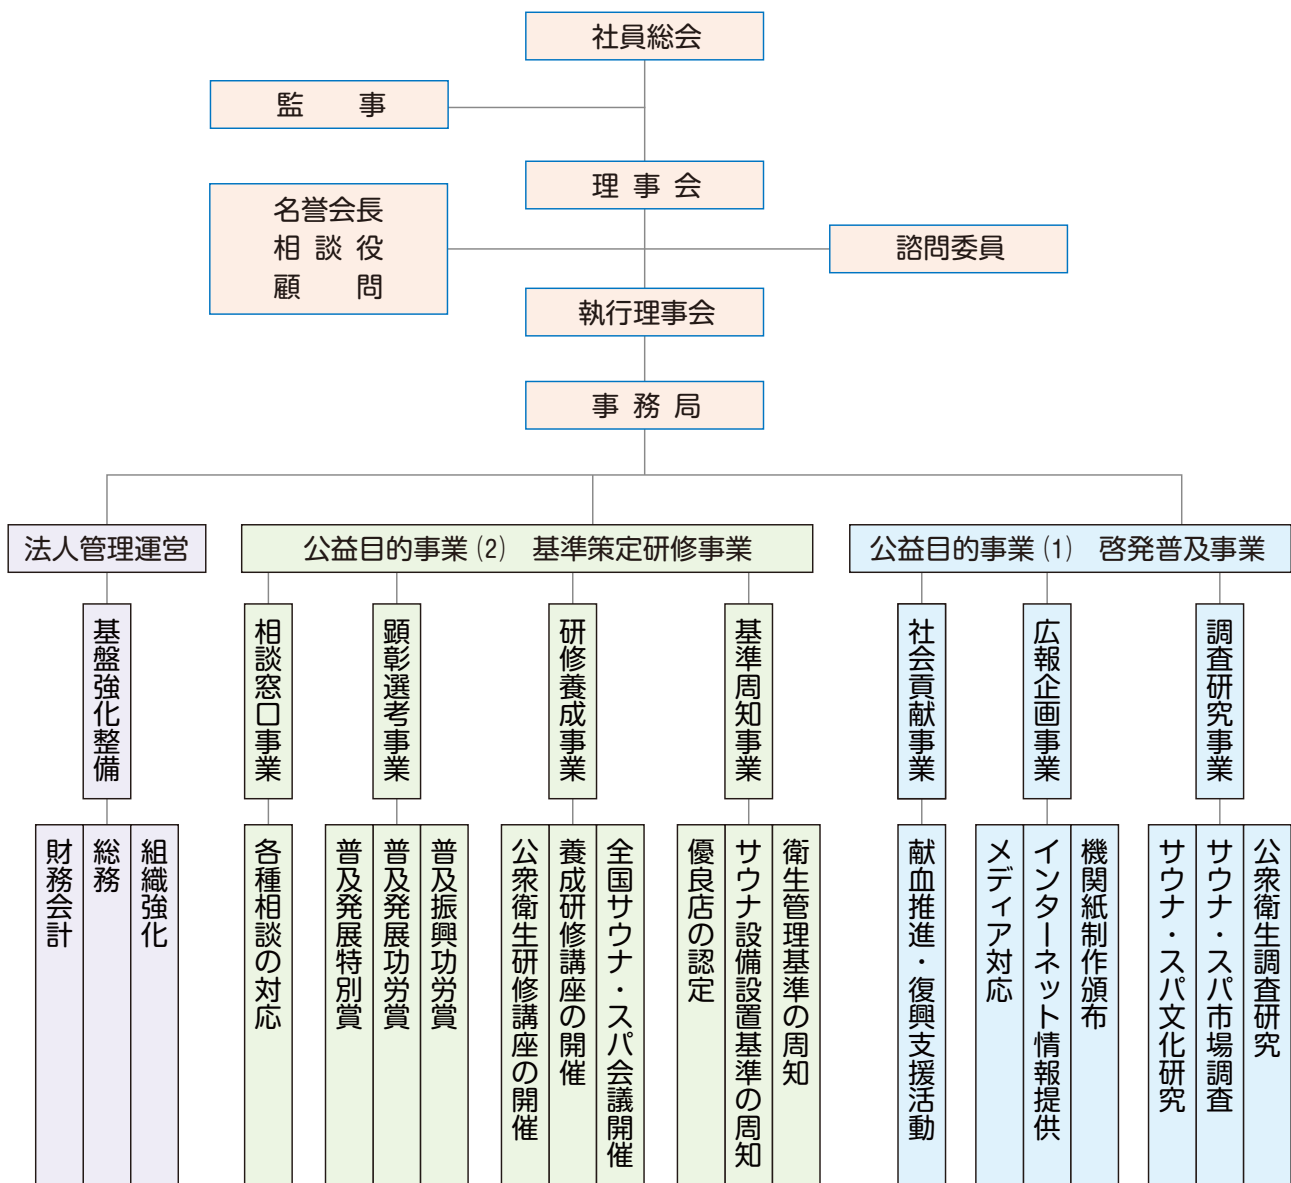 社員総会
監　事
理事会
名誉会長
相談役
顧　問
諮問委員
執行理事会
事務局
法人管理運営
公益目的事業(2)　基準策定研修事業
公益目的事業(1)　啓発普及事業
調査研究事業
広報企画事業
社会貢献事業
基準周知事業
研修養成事業
顕彰選考事業
相談窓口事業
基盤強化整備
公衆衛生調査研究
サウナ・スパ市場調査
サウナ・スパ文化研究
機関紙制作頒布
インターネット情報提供
メディア対応
献血推進・復興支援活動
衛生管理基準の周知
サウナ設備設置基準の周知
優良店の認定
全国サウナ・スパ会議開催
養成研修講座の開催
公衆衛生研修講座の開催
普及振興功労賞
普及発展功労賞
普及発展特別賞
各種相談の対応
組織強化
総務
財務会計